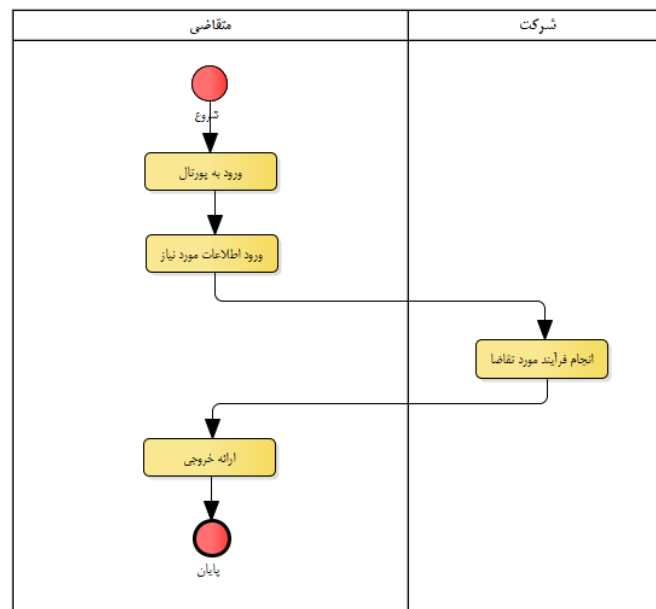 شرکت
متقاضی
شروع
ورود به پورتال
ورود اطلاعات مورد نیاز
انجام فرآیند مورد تقاضا
ارائه خروجی
پایان